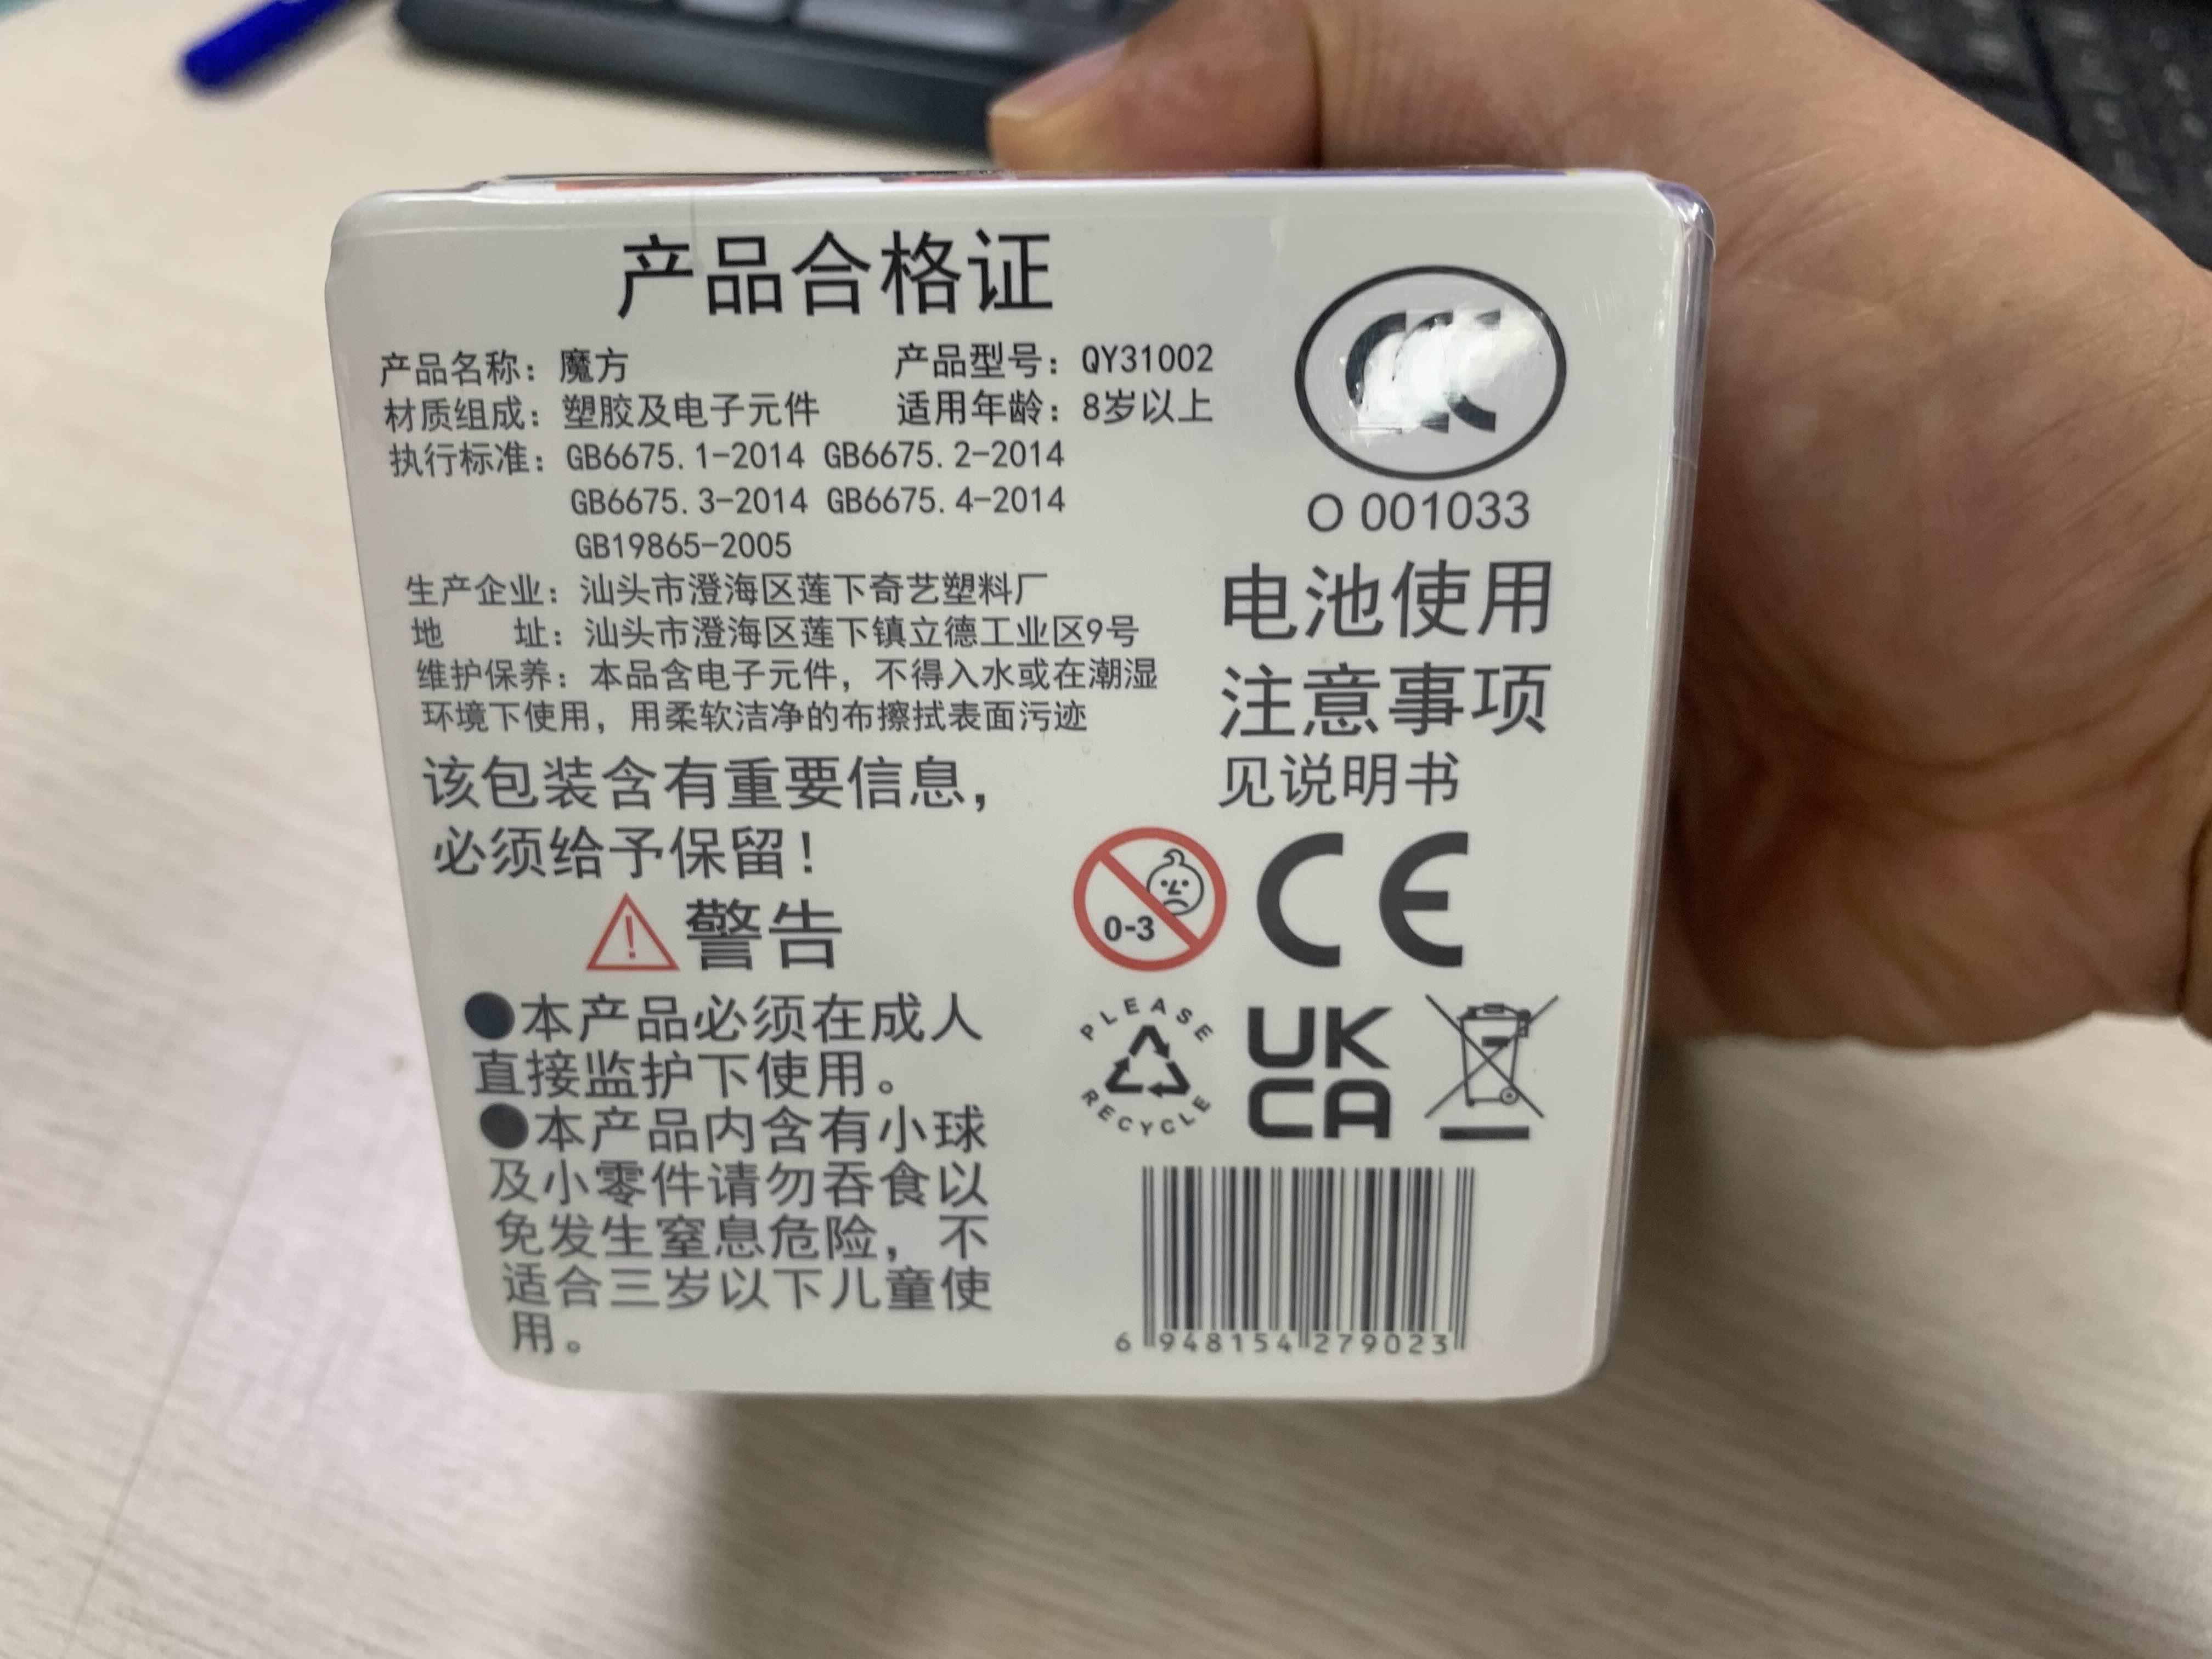 产品合格证
产品名称：魔方 产品型号：QY31002
材质组成：塑胶及电子元件 适用年龄：8岁以上
执行标准：GB6675.1-2014 GB6675.2-2014
GB6675.3-2014 GB6675.4-2014
GB19865-2005
生产企业：汕头市澄海区莲下奇艺塑料厂
地 址：汕头市澄海区莲下镇立德工业区9号
维护保养：本品含电子元件，不得入水或在潮湿
环境下使用，用柔软洁净的布擦拭表面污迹
该包装含有重要信息，
必须给予保留！
警告
●本产品必须在成人
直接监护下使用。
●本产品内含有小球
及小零件请勿吞食以
免发生窒息危险，不
适合三岁以下儿童使
用。
CCC
O 001033
电池使用
注意事项
见说明书
0-3
CE
PLEASE
RECYCLE
UK
CA
6 948154 279023